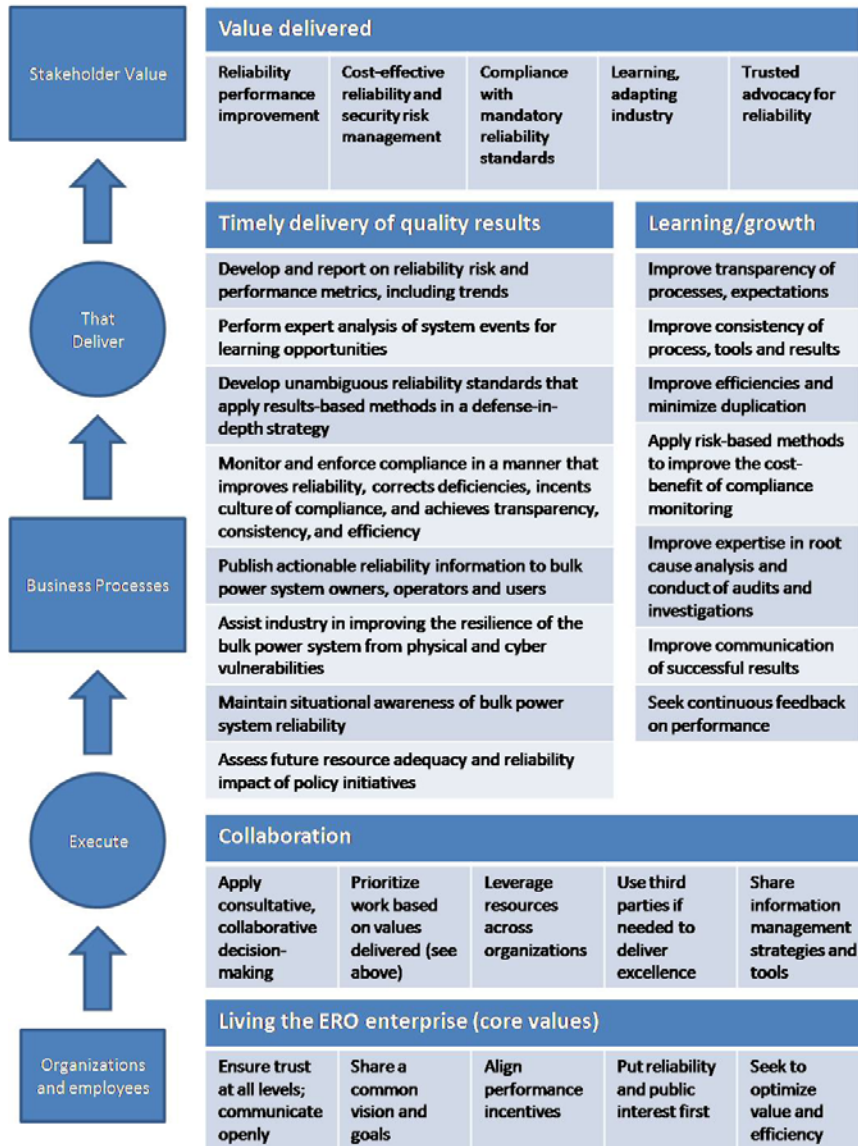 Stakeholder Value
Value delivered
Reliability
performance
improvement
Cost-effective
reliability and
security risk
management
Compliance
with
mandatory
reliability
standards
Learning,
adapting
industry
Trusted
advocacy for
reliability
That
Deliver
Timely delivery of quality results
Develop and report on reliability risk and
performance metrics, including trends
Perform expert analysis of system events for
learning opportunities
Develop unambiguous reliability standards that
apply results-based methods in a defense-in-
depth strategy
Monitor and enforce compliance in a manner that
improves reliability, corrects deficiencies, incents
culture of compliance, and achieves transparency,
consistency, and efficiency
Publish actionable reliability information to bulk
power system owners, operators and users
Assist industry in improving the resilience of the
bulk power system from physical and cyber
vulnerabilities
Maintain situational awareness of bulk power
system reliability
Assess future resource adequacy and reliability
impact of policy initiatives
Learning/growth
Improve transparency of
processes, expectations
Improve consistency of
process, tools and results
Improve efficiencies and
minimize duplication
Apply risk-based methods
to improve the cost-
benefit of compliance
monitoring
Improve expertise in root
cause analysis and
conduct of audits and
investigations
Improve communication
of successful results
Seek continuous feedback
on performance
Business Processes
Execute
Collaboration
Apply
consultative,
collaborative
decision-
making
Prioritize
work based
on values
delivered (see
above)
Leverage
resources
across
organizations
Use third
parties if
needed to
deliver
excellence
Share
information
management
strategies and
tools
Organizations
and employees
Living the ERO enterprise (core values)
Ensure trust
at all levels;
communicate
openly
Share a
common
vision and
goals
Align
performance
incentives
Put reliability
and public
interest first
Seek to
optimize
value and
efficiency